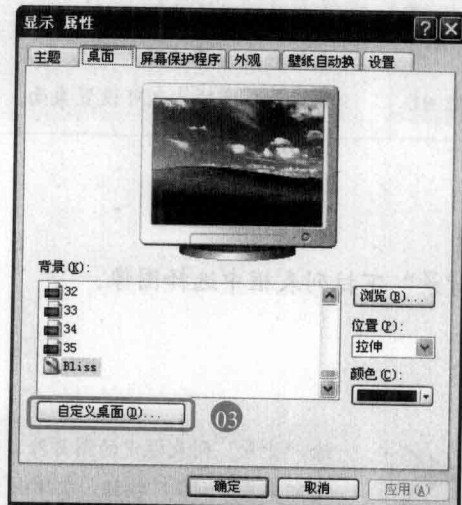 显示 属性
主题 桌面 屏幕保护程序 外观 壁纸自动换 设置
背景(K):
32
33
34
35
Bliss
浏览(B)...
位置(P):
拉伸
颜色(C):
自定义桌面(D)...
03
确定 取消 应用(A)